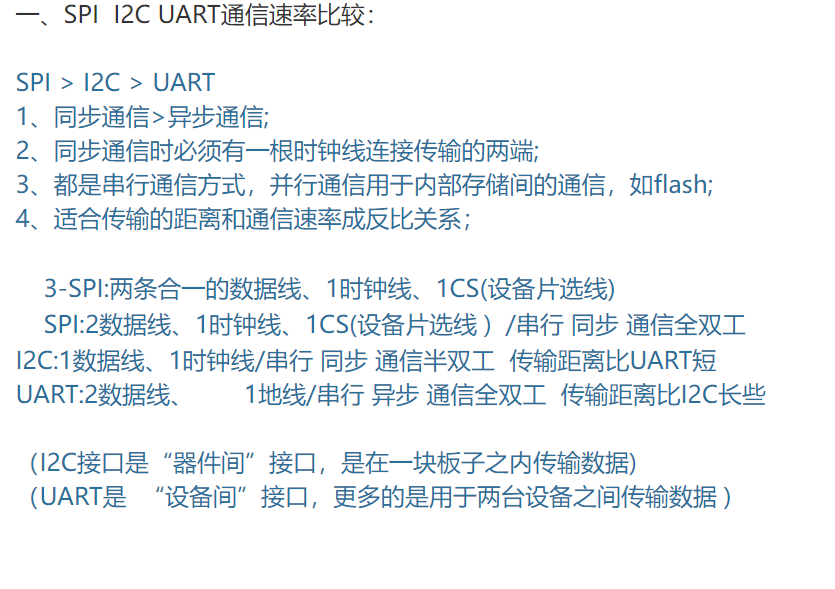 一、SPI  I2C UART通信速率比较：
SPI > I2C > UART
1、同步通信>异步通信;
2、同步通信时必须有一根时钟线连接传输的两端;
3、都是串行通信方式，并行通信用于内部存储间的通信，如flash;
4、适合传输的距离和通信速率成反比关系；
3-SPI:两条合一的数据线、1时钟线、1CS(设备片选线)
SPI:2数据线、1时钟线、1CS(设备片选线 ）/串行 同步 通信全双工
I2C:1数据线、1时钟线/串行 同步 通信半双工  传输距离比UART短
UART:2数据线、       1地线/串行 异步 通信全双工  传输距离比I2C长些
（I2C接口是“器件间”接口，是在一块板子之内传输数据)
（UART是  “设备间”接口，更多的是用于两台设备之间传输数据 ）